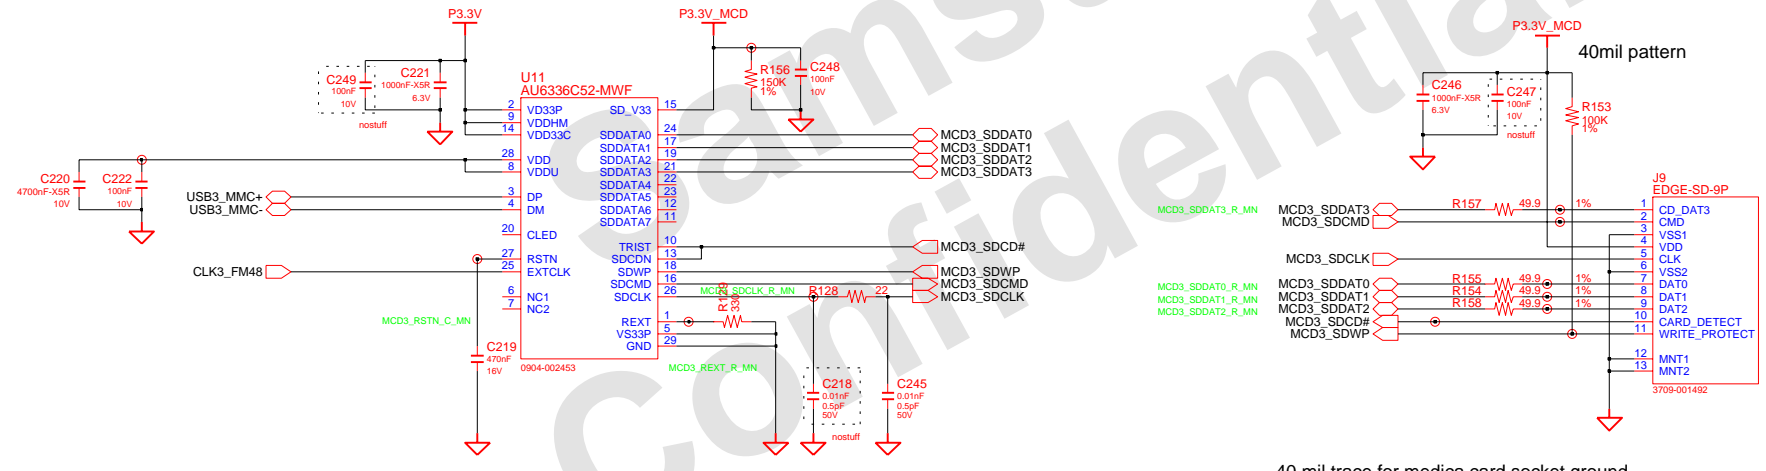 P3.3V
P3.3V_MCD
P3.3V_MCD
40mil pattern
C249
100nF
10V
nostuff
C221
1000nF-X5R
6.3V
U11
AU6336C52-MWF
R156
150K
1%
C248
100nF
10V
C246
1000nF-X5R
6.3V
C247
100nF
10V
nostuff
R153
100K
1%
2 VD33P
9 VDDHM
14 VDD33C
28 VDD
8 VDDU
3 DP
4 DM
20 CLED
27 RSTN
25 EXTCLK
6 NC1
7 NC2
SD_V33 15
SDDATA0 24
SDDATA1 17
SDDATA2 19
SDDATA3 21
SDDATA4 22
SDDATA5 23
SDDATA6 12
SDDATA7 11
TRIST 10
SDCDN 13
SDWP 18
SDCMD 16
SDCLK 26
REXT 1
VS33P 5
GND 29
0904-002453
C220
4700nF-X5R
10V
C222
100nF
10V
USB3_MMC+
USB3_MMC-
CLK3_FM48
MCD3_RSTN_C_MN
C219
470nF
16V
MCD3_SDDAT0
MCD3_SDDAT1
MCD3_SDDAT2
MCD3_SDDAT3
MCD3_SDCD#
MCD3_SDWP
MCD3_SDCMD
MCD3_SDCLK
MCD3_SDCLK_R_MN
R128 22
R129
330
MCD3_REXT_R_MN
C218
0.01nF
0.5pF
50V
nostuff
C245
0.01nF
0.5pF
50V
J9
EDGE-SD-9P
MCD3_SDDAT3_R_MN
MCD3_SDDAT3 R157 49.9 1% 1 CD_DAT3
MCD3_SDCMD 2 CMD
3 VSS1
4 VDD
MCD3_SDCLK 5 CLK
6 VSS2
MCD3_SDDAT0_R_MN
MCD3_SDDAT0 R155 49.9 1% 7 DAT0
MCD3_SDDAT1_R_MN
MCD3_SDDAT1 R154 49.9 1% 8 DAT1
MCD3_SDDAT2_R_MN
MCD3_SDDAT2 R158 49.9 1% 9 DAT2
MCD3_SDCD# 10 CARD_DETECT
MCD3_SDWP 11 WRITE_PROTECT
12 MNT1
13 MNT2
3709-001492
Confidential